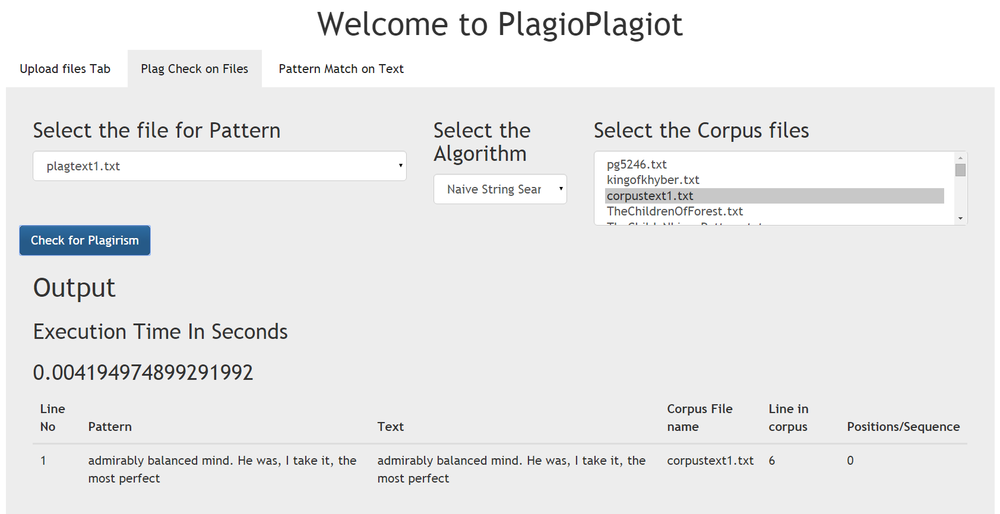 Welcome to PlagioPlagiot
Upload files Tab
Plag Check on Files
Pattern Match on Text
Select the file for Pattern
plagtext1.txt
Select the
Algorithm
Naive String Sear
Select the Corpus files
pg5246.txt
kingofkhyber.txt
corpustext1.txt
TheChildrenOfForest.txt
Check for Plagirism
Output
Execution Time In Seconds
0.004194974899291992
Line
No
Pattern
Text
Corpus File
name
Line in
corpus
Positions/Sequence
1
admirably balanced mind. He was, I take it, the
most perfect
admirably balanced mind. He was, I take it, the
most perfect
corpustext1.txt
6
0